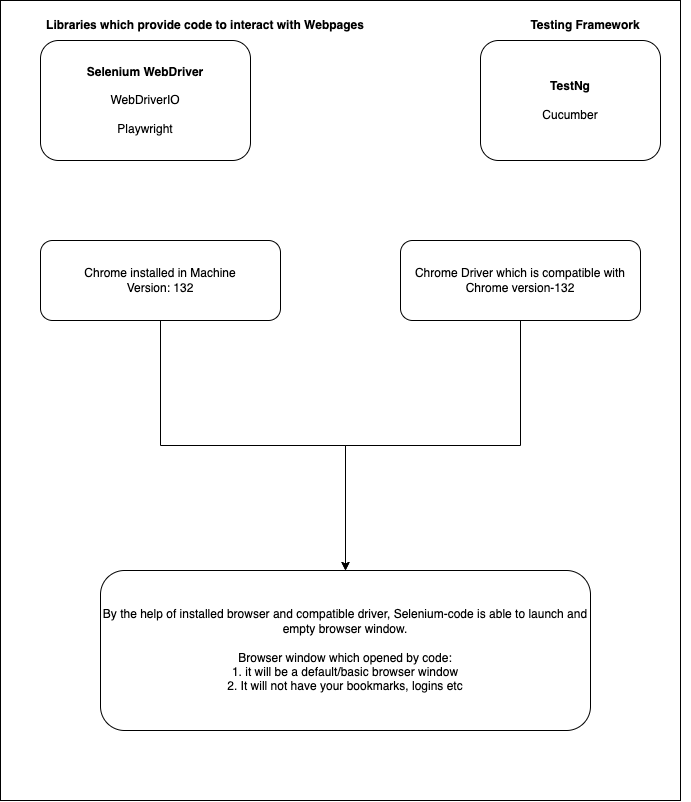 Libraries which provide code to interact with Webpages
Testing Framework
Selenium WebDriver
WebDriverIO
Playwright
TestNg
Cucumber
Chrome installed in Machine
Version: 132
Chrome Driver which is compatible with
Chrome version-132
By the help of installed browser and compatible driver, Selenium-code is able to launch and
empty browser window.
Browser window which opened by code:
1. it will be a default/basic browser window
2. It will not have your bookmarks, logins etc